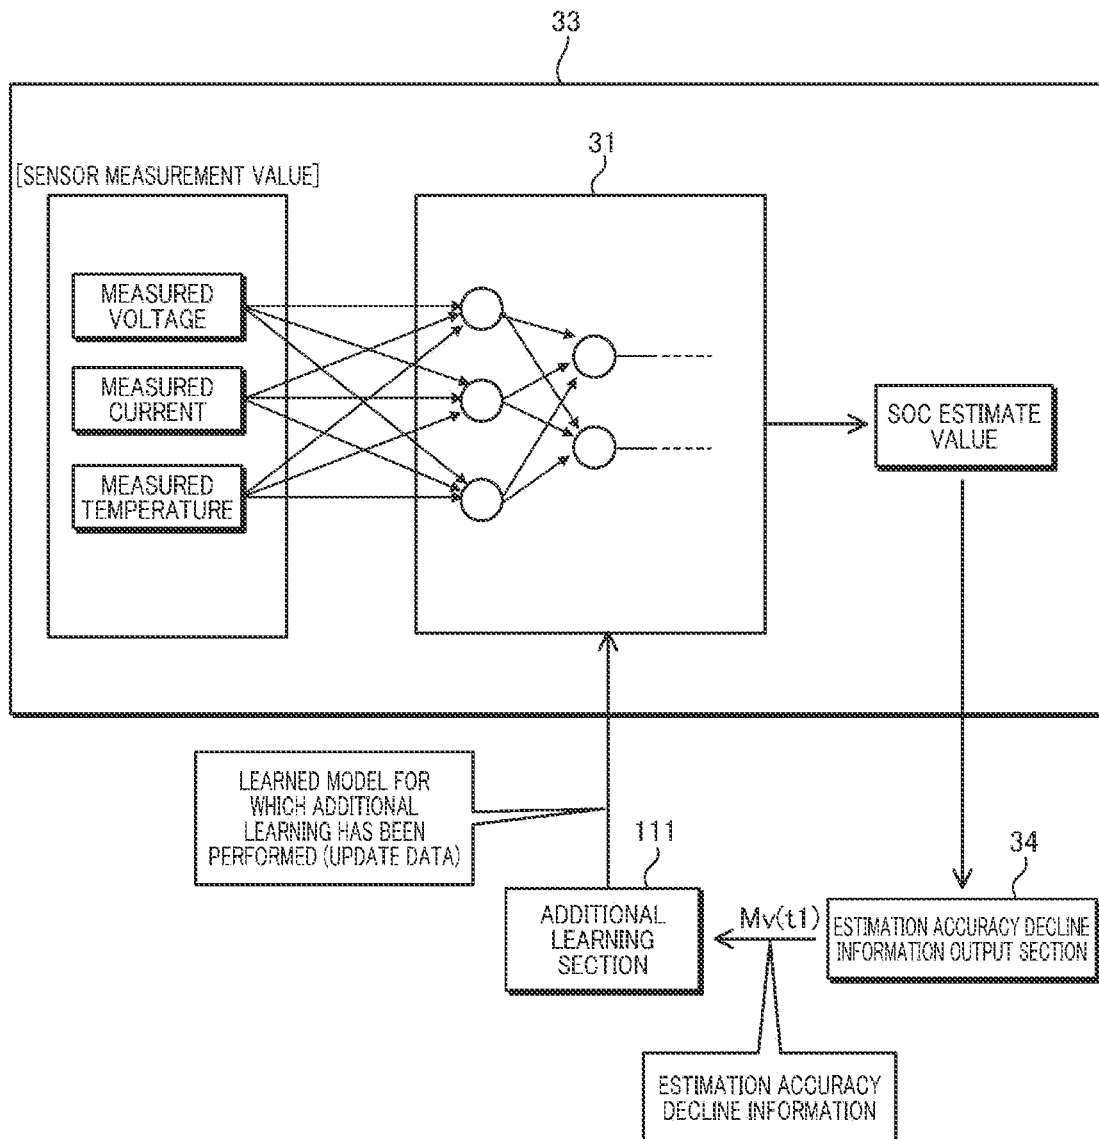 33
31
[SENSOR MEASUREMENT VALUE]
MEASURED
VOLTAGE
MEASURED
CURRENT
MEASURED
TEMPERATURE
SOC ESTIMATE
VALUE
LEARNED MODEL FOR
WHICH ADDITIONAL
LEARNING HAS BEEN
PERFORMED (UPDATE DATA)
111
ADDITIONAL
LEARNING
SECTION
Mv(t1)
34
ESTIMATION ACCURACY DECLINE
INFORMATION OUTPUT SECTION
ESTIMATION ACCURACY
DECLINE INFORMATION